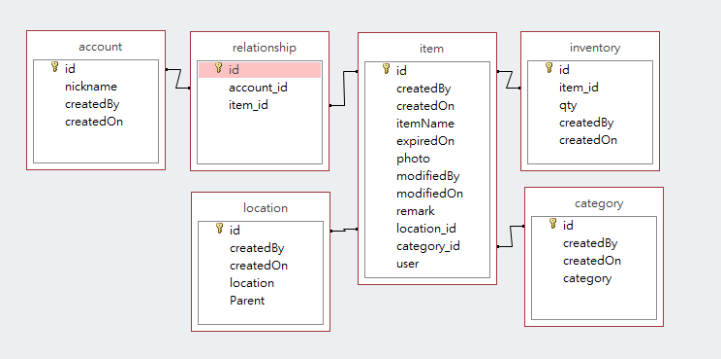 account
id
nickname
createdBy
createdOn
relationship
id
account_id
item_id
item
id
createdBy
createdOn
itemName
expiredOn
photo
modifiedBy
modifiedOn
remark
location_id
category_id
user
inventory
id
item_id
qty
createdBy
createdOn
location
id
createdBy
createdOn
location
Parent
category
id
createdBy
createdOn
category